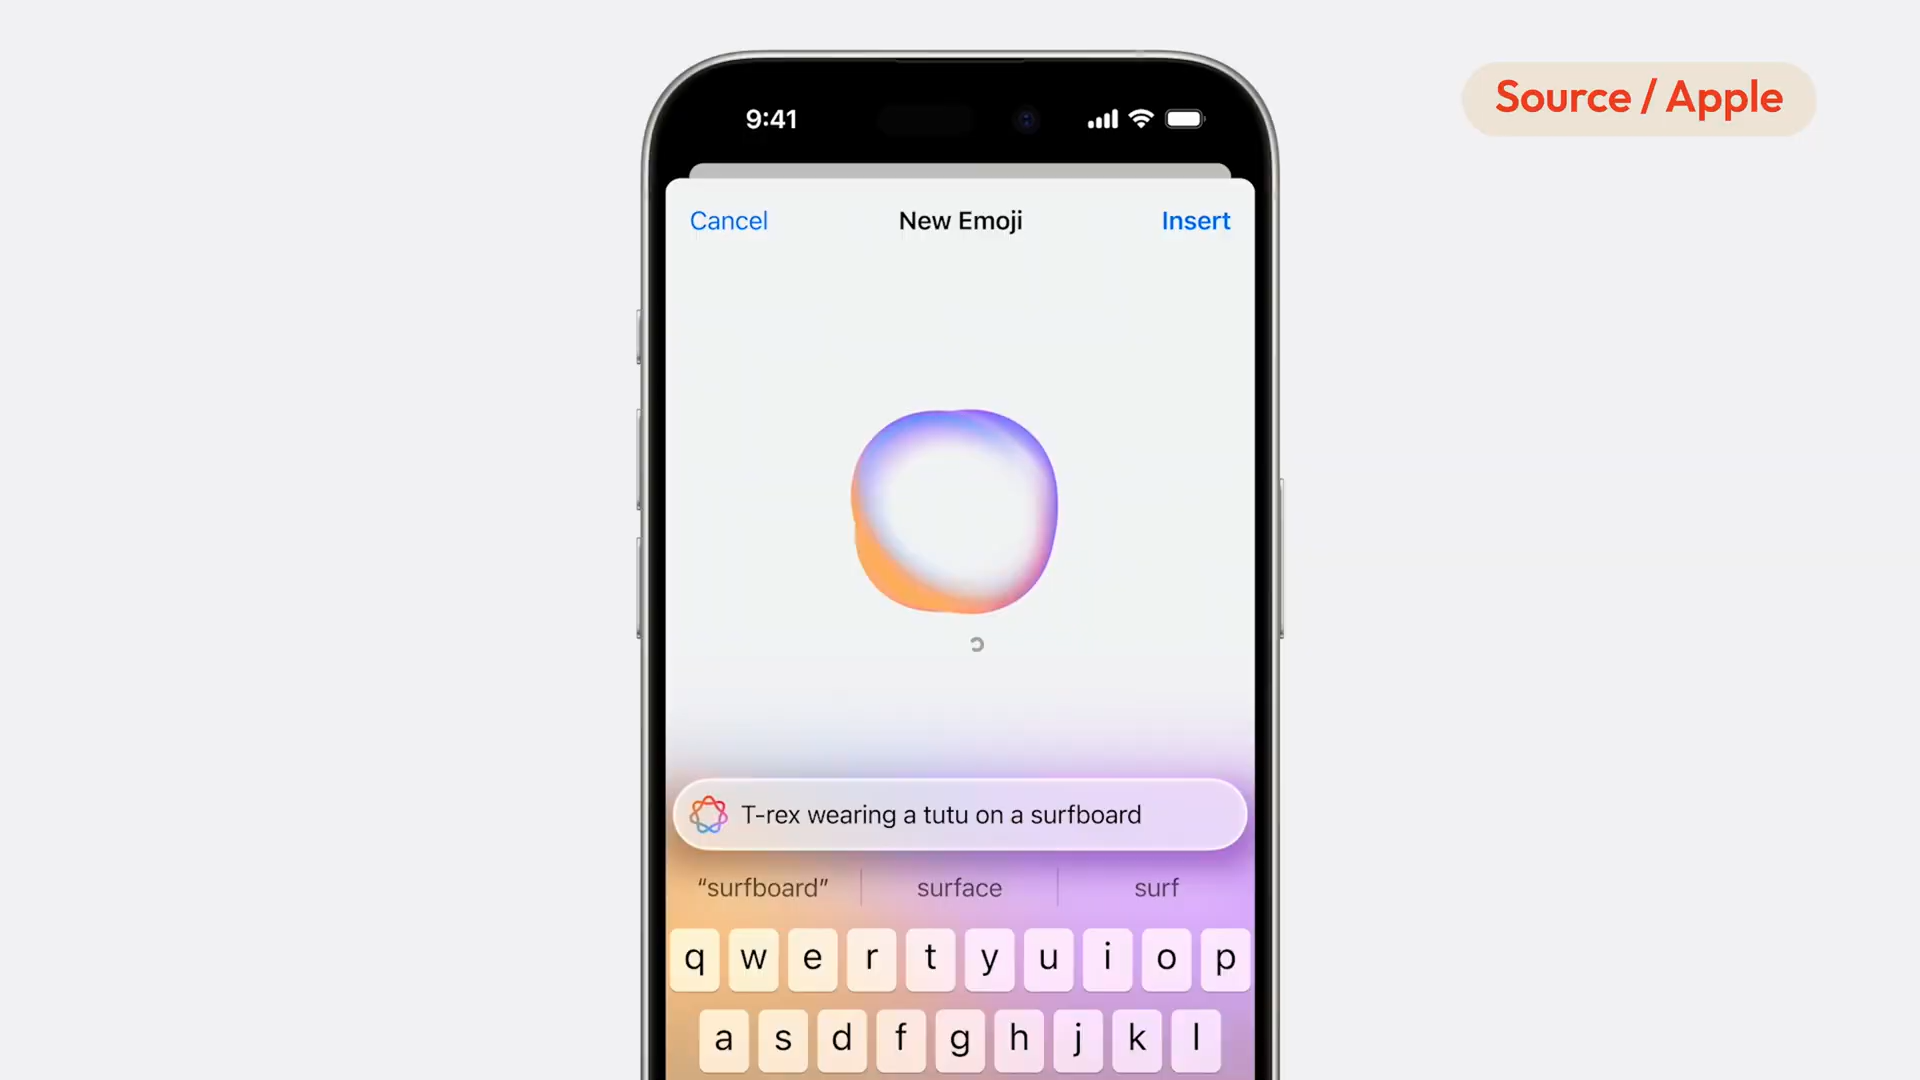 Source / Apple
9:41
Cancel New Emoji Insert
T-rex wearing a tutu on a surfboard
“surfboard” surface surf
q w e r t y u i o p
a s d f g h j k l